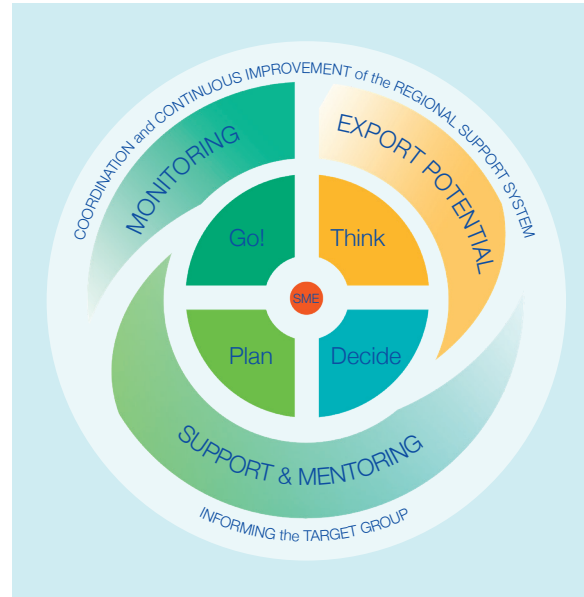 COORDINATION and CONTINUOUS IMPROVEMENT of the REGIONAL SUPPORT SYSTEM
MONITORING
EXPORT POTENTIAL
Go!
Think
SME
Plan
Decide
SUPPORT & MENTORING
INFORMING the TARGET GROUP